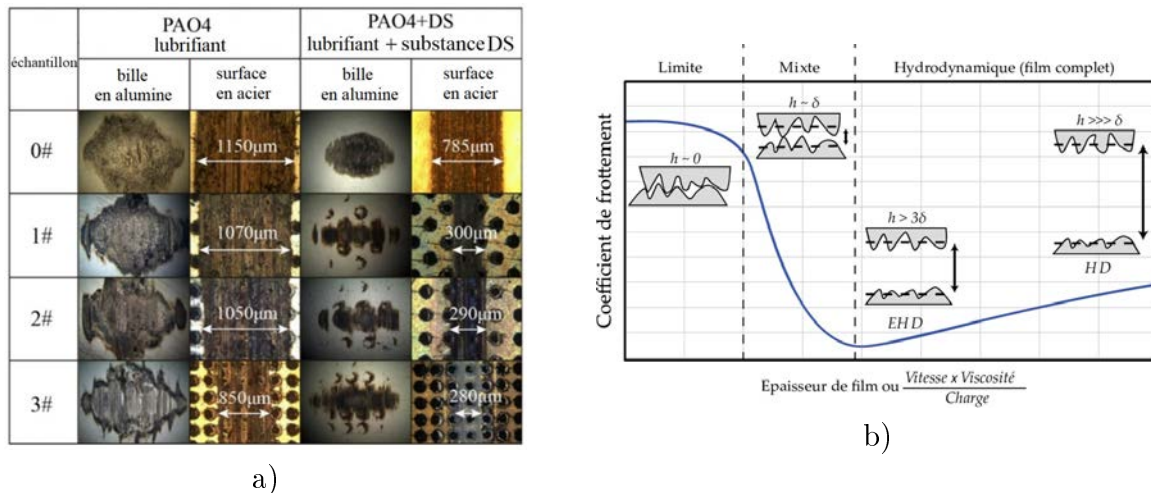 échantillon
PAO4
lubrifiant
PAO4+DS
lubrifiant + substance DS
bille
en alumine
surface
en acier
bille
en alumine
surface
en acier
0#
1150μm
785μm
1#
1070μm
300μm
2#
1050μm
290μm
3#
850μm
280μm
a)
Limite
Mixte
Hydrodynamique (film complet)
h ~ δ
h >>> δ
h ~ 0
h > 3δ
HD
EHD
Coefficient de frottement
Epaisseur de film ou Vitesse x Viscosité
Charge
b)